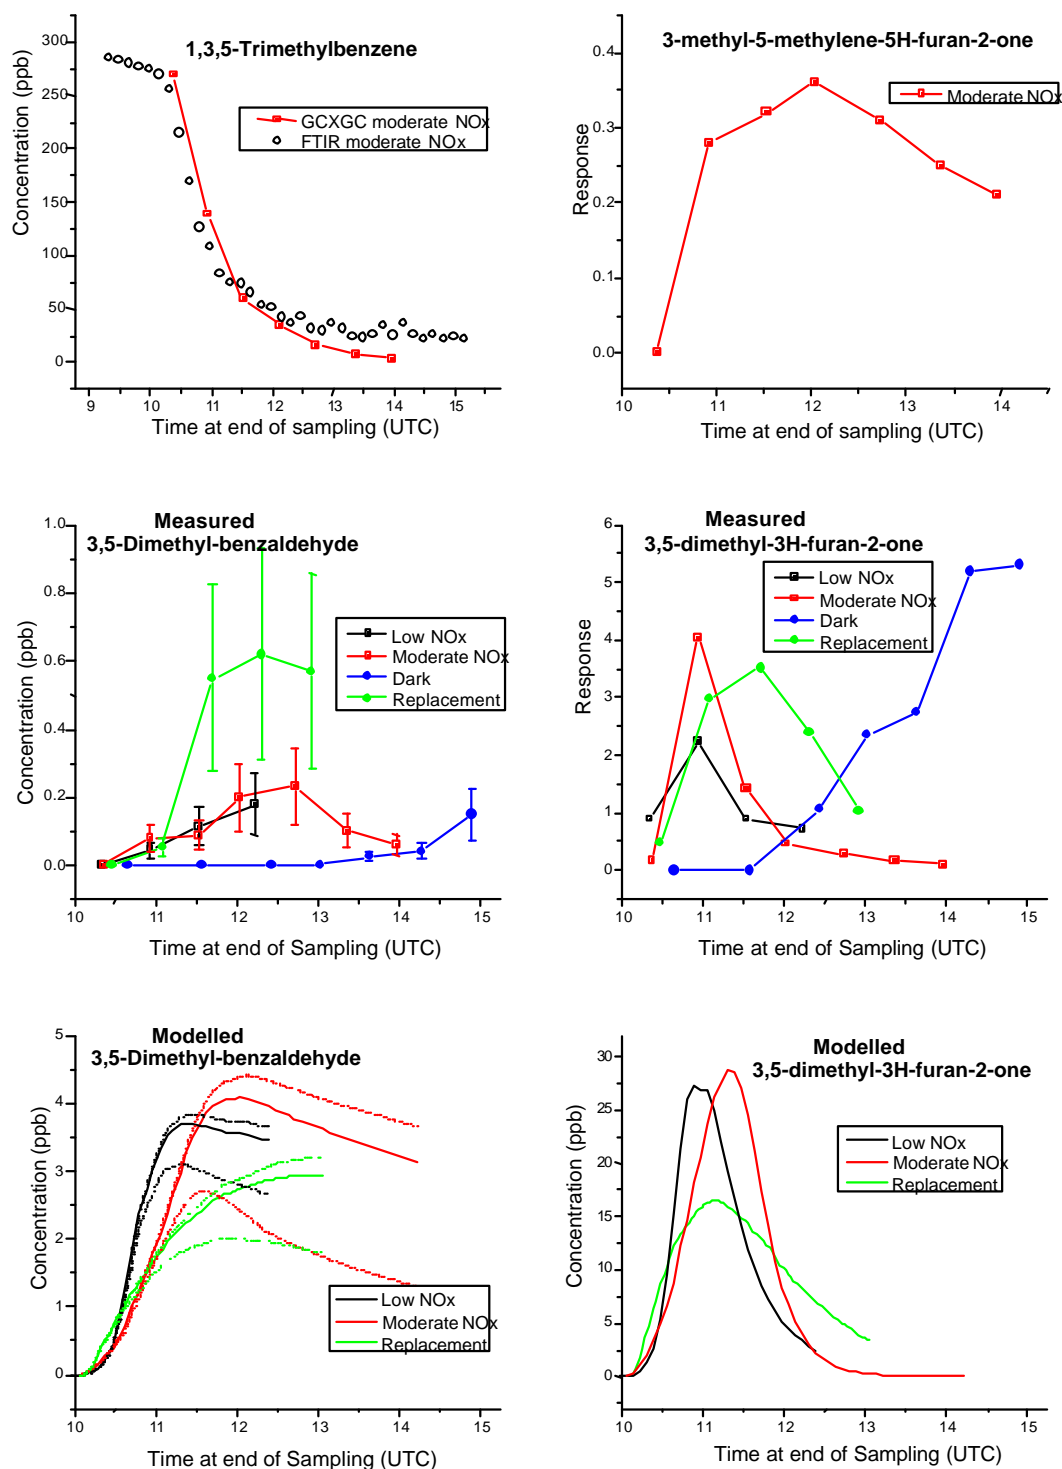 1,3,5-Trimethylbenzene
300
250
200
150
100
50
0
Concentration (ppb)
GCXGC moderate NOx
FTIR moderate NOx
9 10 11 12 13 14 15
Time at end of sampling (UTC)
3-methyl-5-methylene-5H-furan-2-one
0.4
0.3
0.2
0.1
0.0
Response
Moderate NOx
10 11 12 13 14
Time at end of sampling (UTC)
Measured
3,5-Dimethyl-benzaldehyde
1.0
0.8
0.6
0.4
0.2
0.0
Concentration (ppb)
Low NOx
Moderate NOx
Dark
Replacement
10 11 12 13 14 15
Time at end of Sampling (UTC)
Measured
3,5-dimethyl-3H-furan-2-one
6
5
4
3
2
1
0
Response
Low NOx
Moderate NOx
Dark
Replacement
10 11 12 13 14 15
Time at end of Sampling (UTC)
Modelled
3,5-Dimethyl-benzaldehyde
5
4
3
2
1
0
Concentration (ppb)
Low NOx
Moderate NOx
Replacement
10 11 12 13 14 15
Time at end of Sampling (UTC)
Modelled
3,5-dimethyl-3H-furan-2-one
30
25
20
15
10
5
0
Concentration (ppb)
Low NOx
Moderate NOx
Replacement
10 11 12 13 14 15
Time at end of Sampling (UTC)